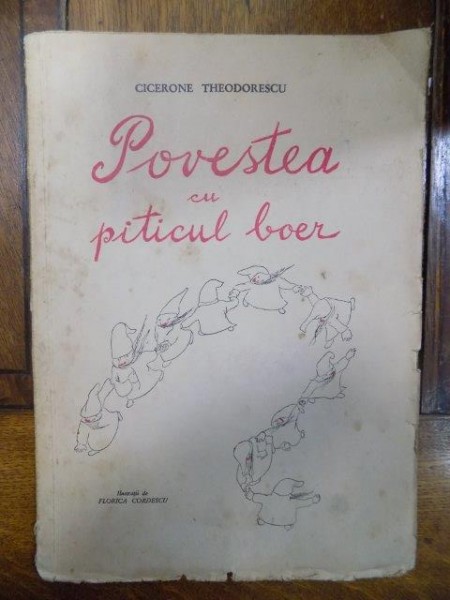 CICERONE THEODORESCU
Povestea
cu
piticul boer
Ilustrații de
FLORICA CORDESCU